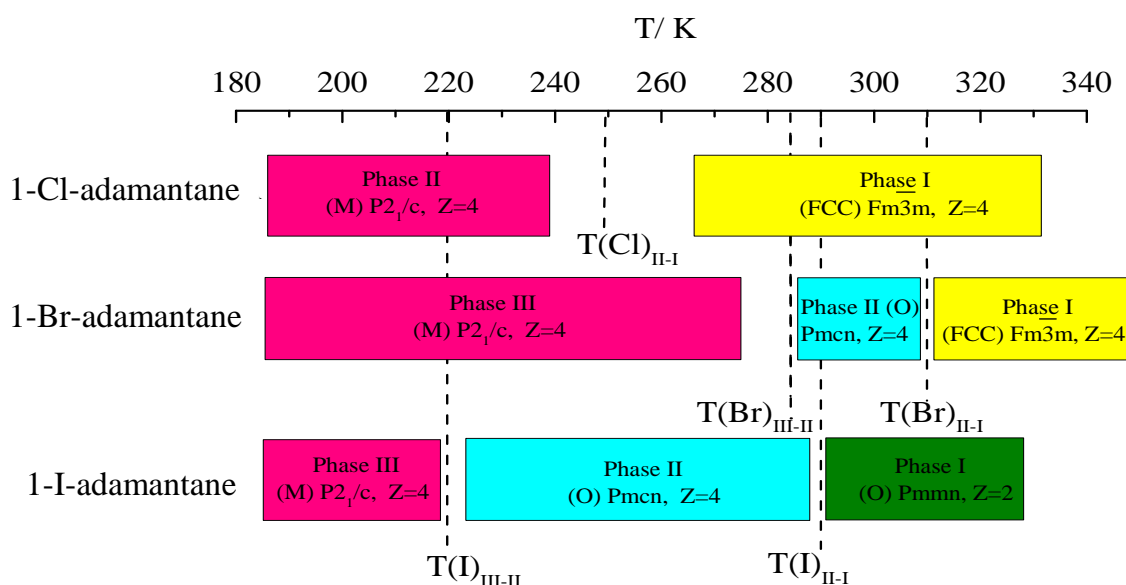 T/ K
180 200 220 240 260 280 300 320 340
1-Cl-adamantane
Phase II
(M) P2₁/c, Z=4
Phase I
(FCC) Fm3̅m, Z=4
T(Cl)II-I
1-Br-adamantane
Phase III
(M) P2₁/c, Z=4
Phase II (O)
Pmcn, Z=4
Phase I
(FCC) Fm3̅m, Z=4
T(Br)III-II
T(Br)II-I
1-I-adamantane
Phase III
(M) P2₁/c, Z=4
Phase II
(O) Pmcn, Z=4
Phase I
(O) Pmmn, Z=2
T(I)III-II
T(I)II-I